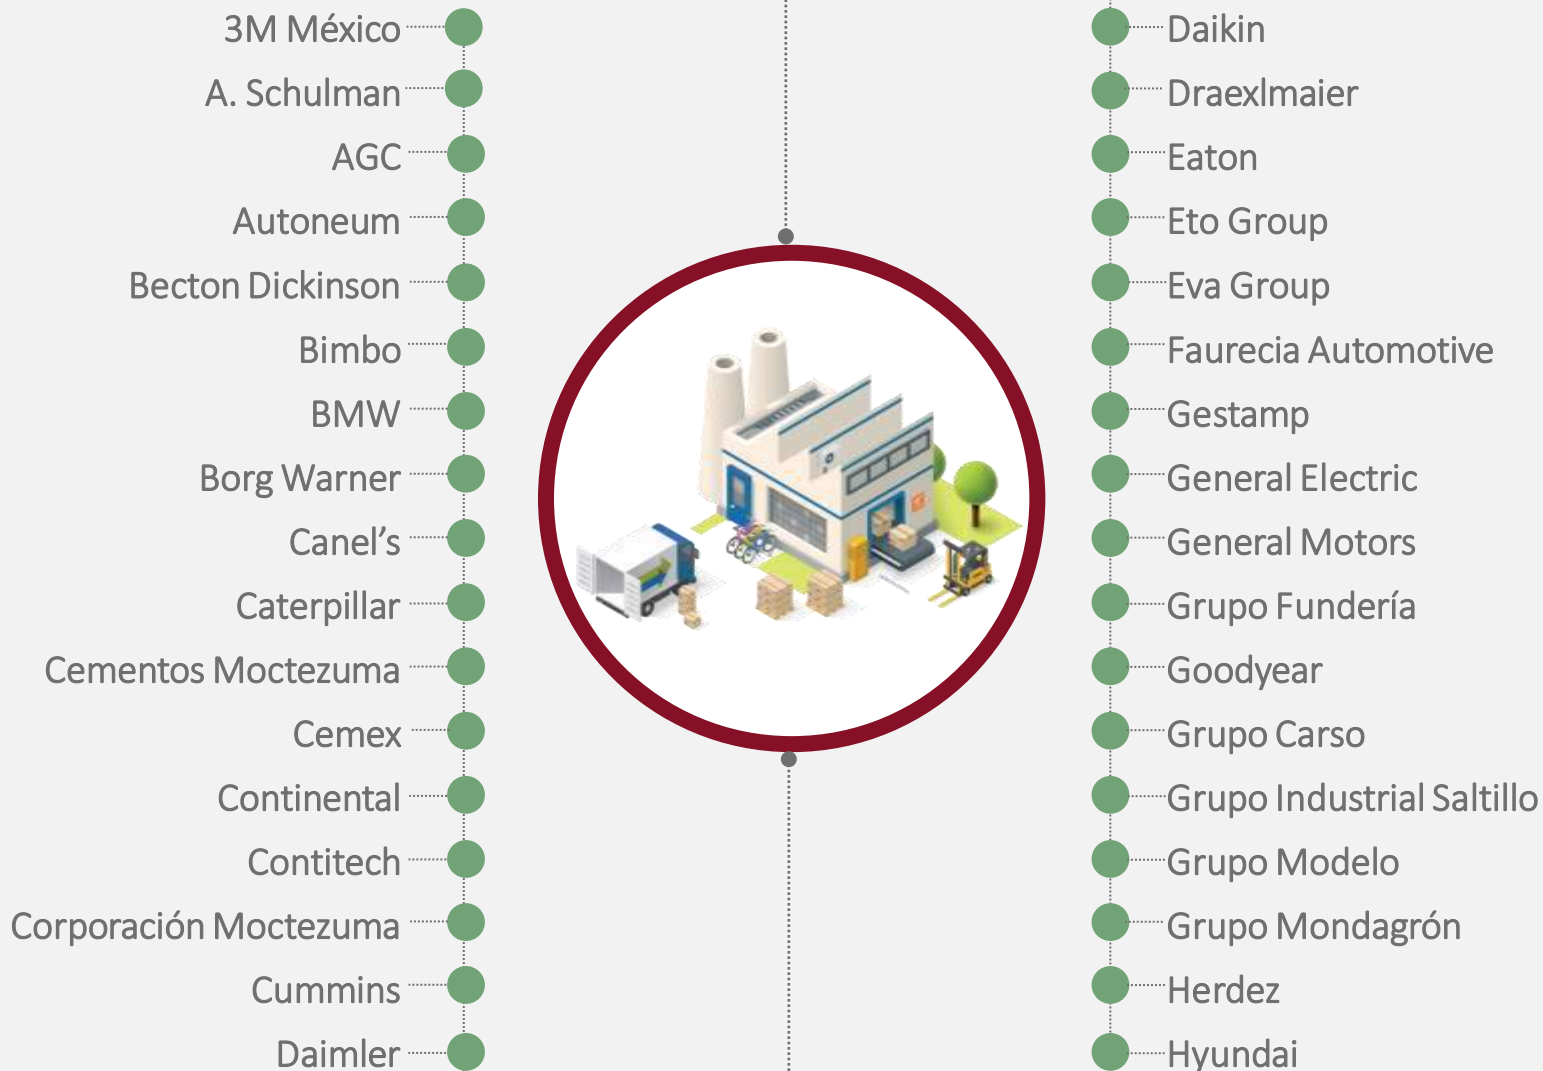 3M México
A. Schulman
AGC
Autoneum
Becton Dickinson
Bimbo
BMW
Borg Warner
Canel’s
Caterpillar
Cementos Moctezuma
Cemex
Continental
Contitech
Corporación Moctezuma
Cummins
Daimler
Daikin
Draexlmaier
Eaton
Eto Group
Eva Group
Faurecia Automotive
Gestamp
General Electric
General Motors
Grupo Fundería
Goodyear
Grupo Carso
Grupo Industrial Saltillo
Grupo Modelo
Grupo Mondagrón
Herdez
Hyundai